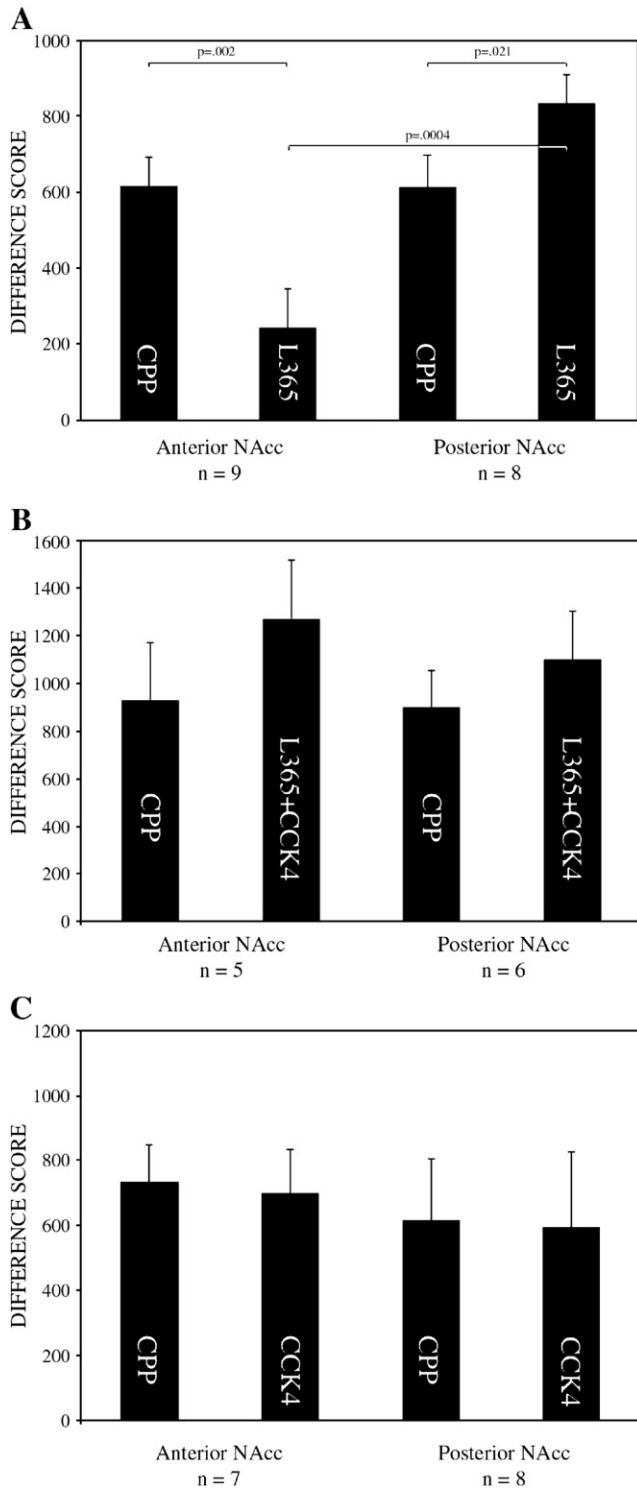 A
1000
800
600
400
200
0
DIFFERENCE SCORE
p=.002
p=.021
p=.0004
CPP
L365
CPP
L365
Anterior NAcc
n = 9
Posterior NAcc
n = 8
B
1600
1400
1200
1000
800
600
400
200
0
DIFFERENCE SCORE
CPP
L365+CCK4
CPP
L365+CCK4
Anterior NAcc
n = 5
Posterior NAcc
n = 6
C
1200
1000
800
600
400
200
0
DIFFERENCE SCORE
CPP
CCK4
CPP
CCK4
Anterior NAcc
n = 7
Posterior NAcc
n = 8